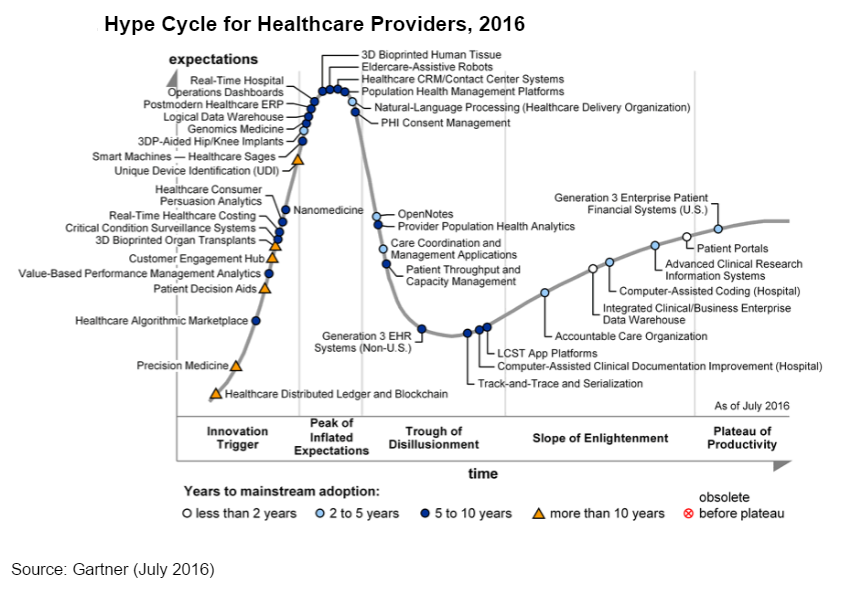 Hype Cycle for Healthcare Providers, 2016
expectations
3D Bioprinted Human Tissue
Eldercare-Assistive Robots
Healthcare CRM/Contact Center Systems
Population Health Management Platforms
Natural-Language Processing (Healthcare Delivery Organization)
PHI Consent Management
Real-Time Hospital
Operations Dashboards
Postmodern Healthcare ERP
Logical Data Warehouse
Genomics Medicine
3DP-Aided Hip/Knee Implants
Smart Machines — Healthcare Sages
Unique Device Identification (UDI)
Healthcare Consumer
Persuasion Analytics
Nanomedicine
Real-Time Healthcare Costing
Critical Condition Surveillance Systems
3D Bioprinted Organ Transplants
Customer Engagement Hub
Value-Based Performance Management Analytics
Patient Decision Aids
Healthcare Algorithmic Marketplace
Precision Medicine
Healthcare Distributed Ledger and Blockchain
OpenNotes
Provider Population Health Analytics
Care Coordination and
Management Applications
Patient Throughput and
Capacity Management
Generation 3 EHR
Systems (Non-U.S.)
LCST App Platforms
Computer-Assisted Clinical Documentation Improvement (Hospital)
Track-and-Trace and Serialization
Generation 3 Enterprise Patient
Financial Systems (U.S.)
Patient Portals
Advanced Clinical Research
Information Systems
Computer-Assisted Coding (Hospital)
Integrated Clinical/Business Enterprise
Data Warehouse
Accountable Care Organization
As of July 2016
Innovation
Trigger
Peak of
Inflated
Expectations
Trough of
Disillusionment
Slope of Enlightenment
Plateau of
Productivity
time
Years to mainstream adoption:
less than 2 years
2 to 5 years
5 to 10 years
more than 10 years
obsolete
before plateau
Source: Gartner (July 2016)